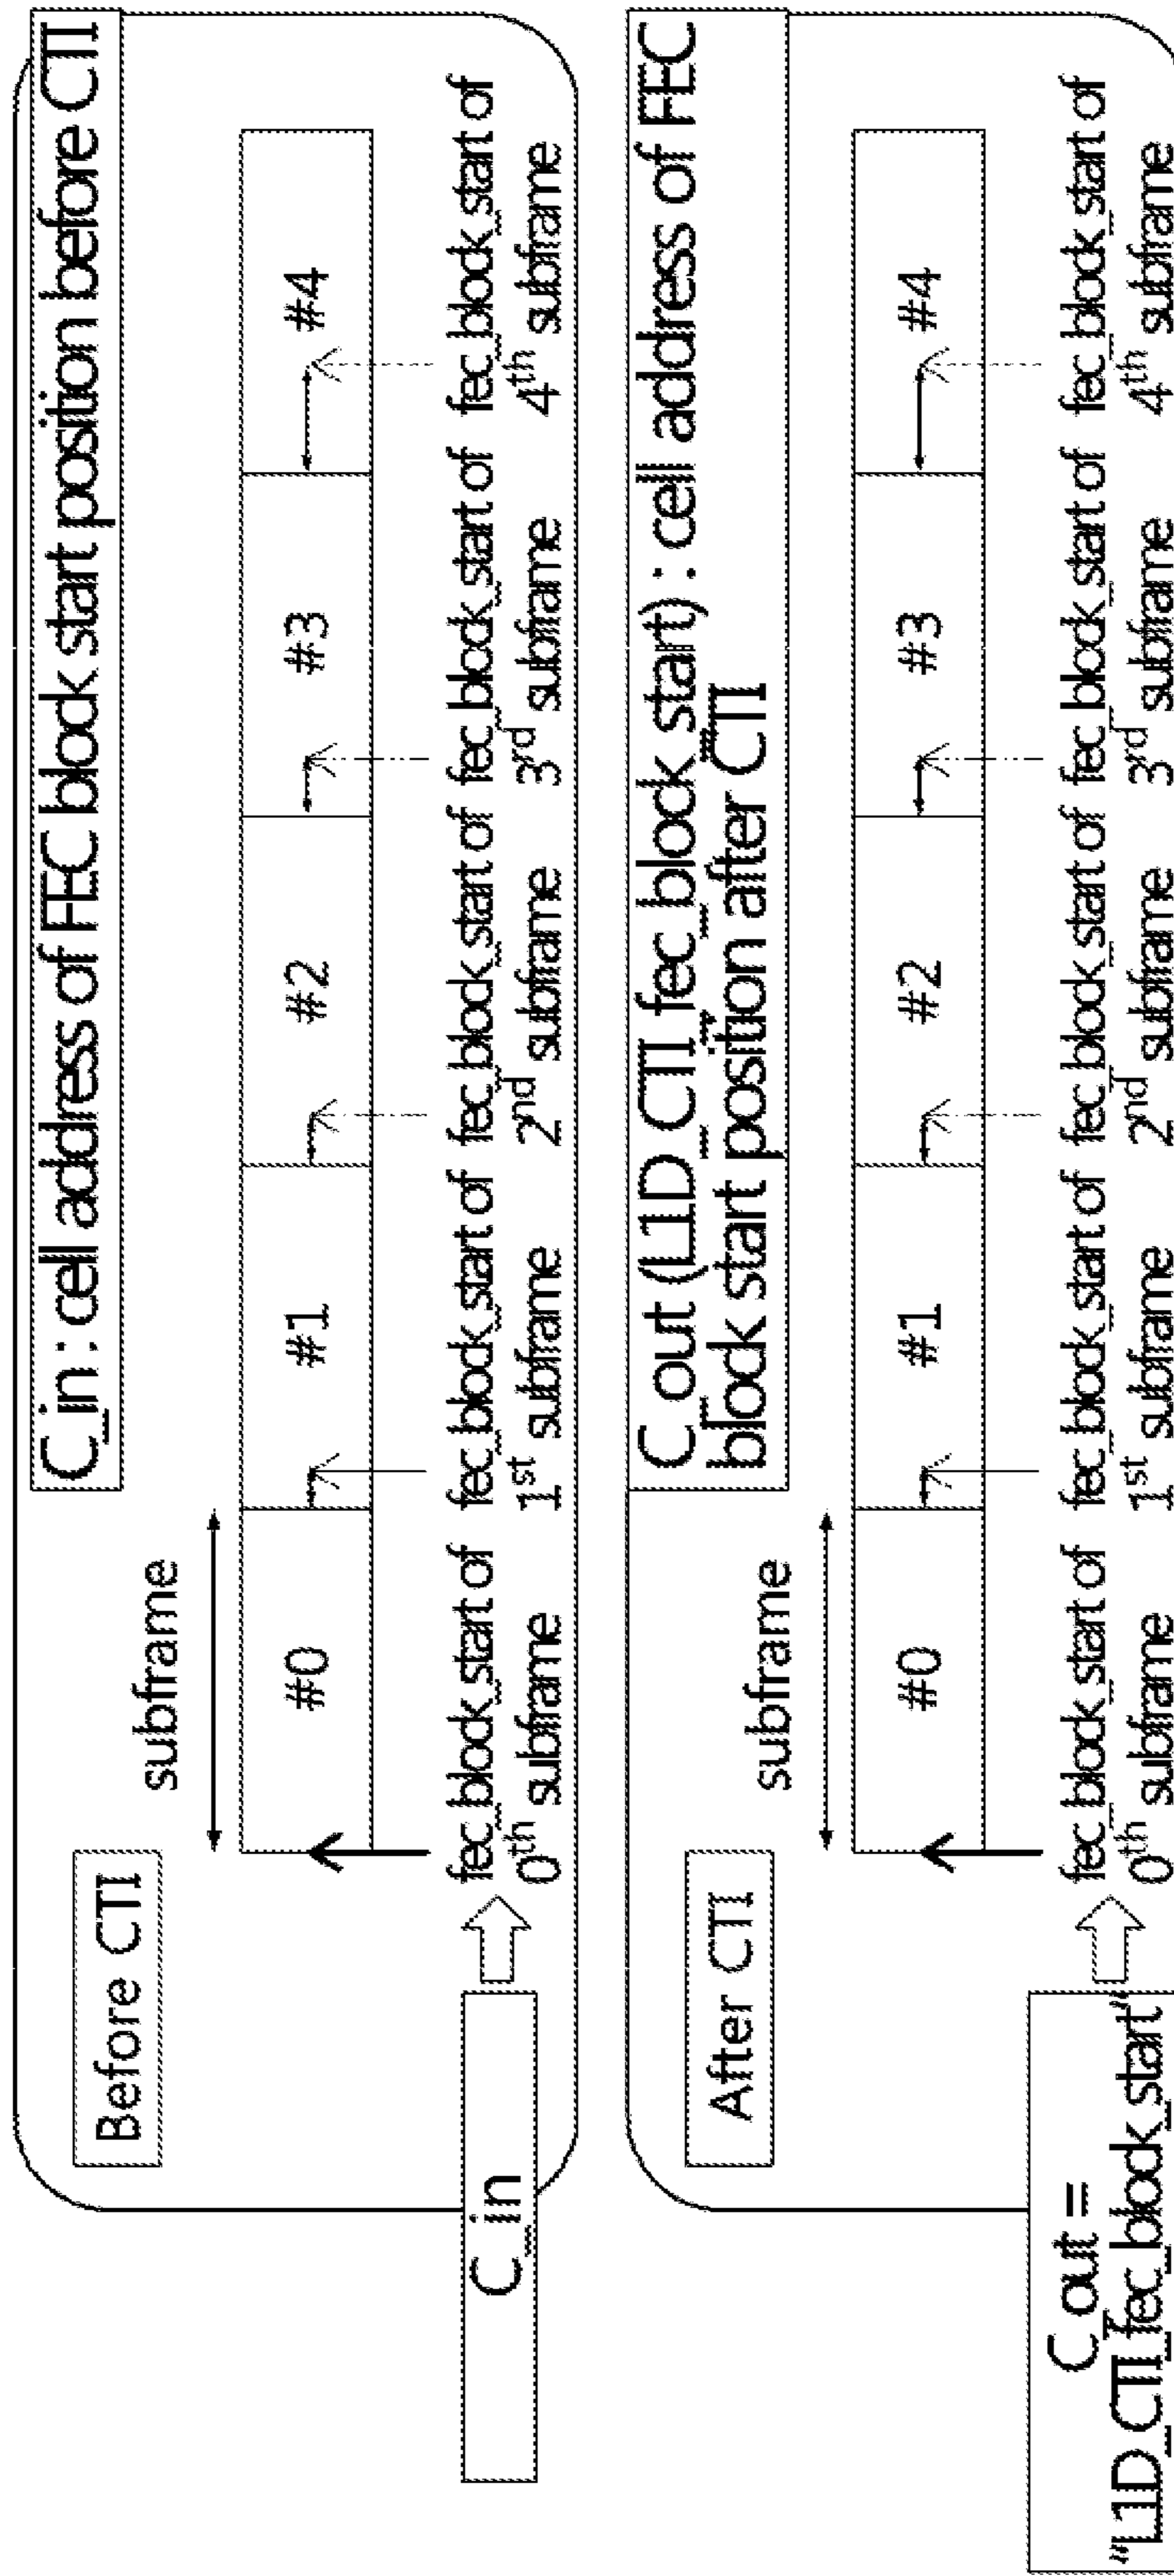 C_in : cell address of FEC block start position before CTI
Before CTI
subframe
#0 #1 #2 #3 #4
fec_block_start of fec_block_start of fec_block_start of fec_block_start of fec_block_start of
0th subframe 1st subframe 2nd subframe 3rd subframe 4th subframe
C_in
C_out (L1D_CTI_fec_block_start) : cell address of FEC
block start position after CTI
After CTI
subframe
#0 #1 #2 #3 #4
fec_block_start of fec_block_start of fec_block_start of fec_block_start of fec_block_start of
0th subframe 1st subframe 2nd subframe 3rd subframe 4th subframe
C_out =
“L1D_CTI_fec_block_start“